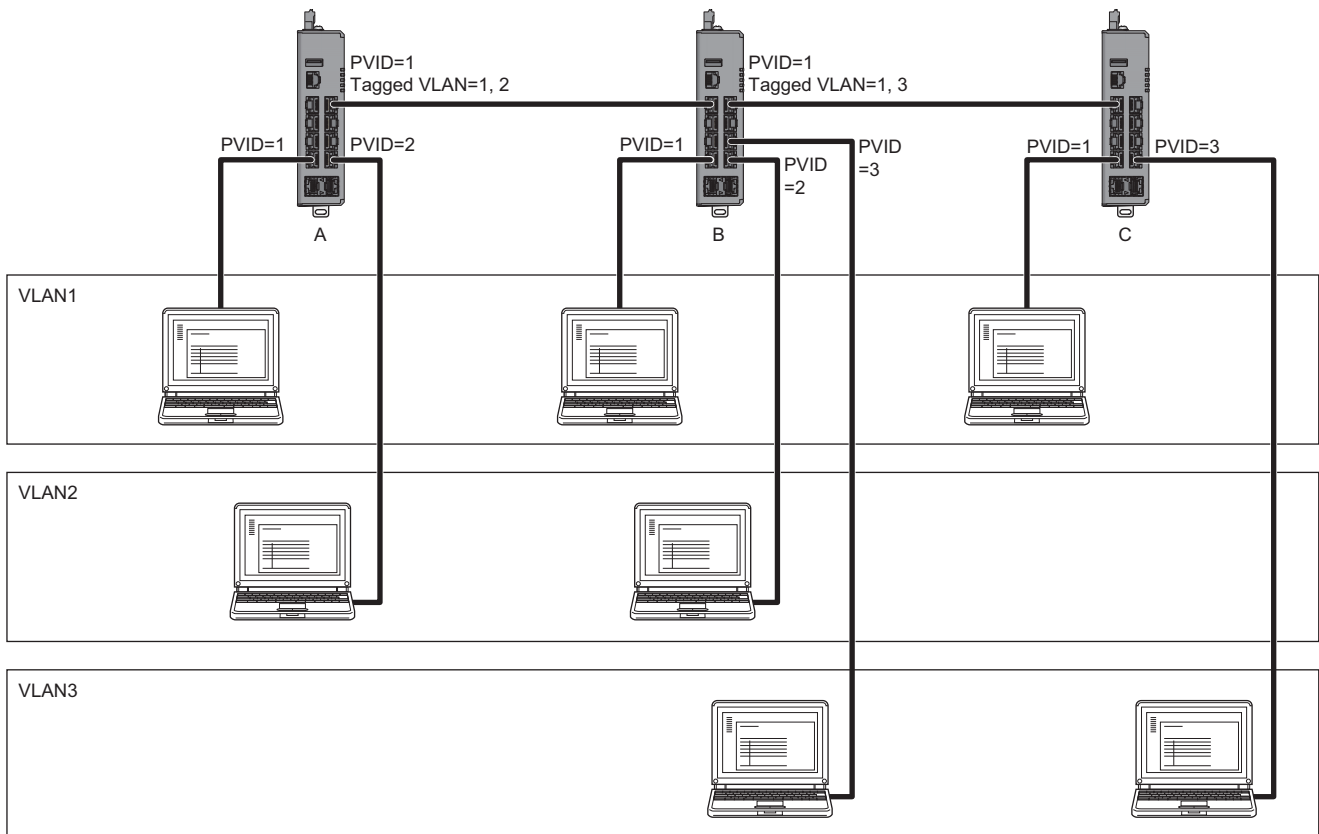 PVID=1
Tagged VLAN=1, 2
PVID=1
Tagged VLAN=1, 3
PVID=1
PVID=2
PVID=1
PVID
=2
PVID
=3
PVID=1
PVID=3
A
B
C
VLAN1
VLAN2
VLAN3